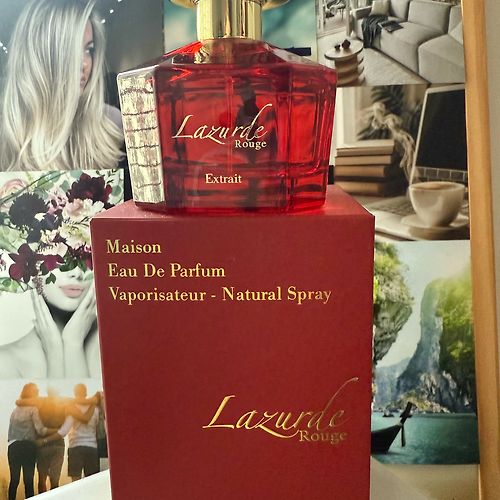 Lazurde
Rouge
Extrait
Maison
Eau De Parfum
Vaporisateur - Natural Spray
Lazurde
Rouge